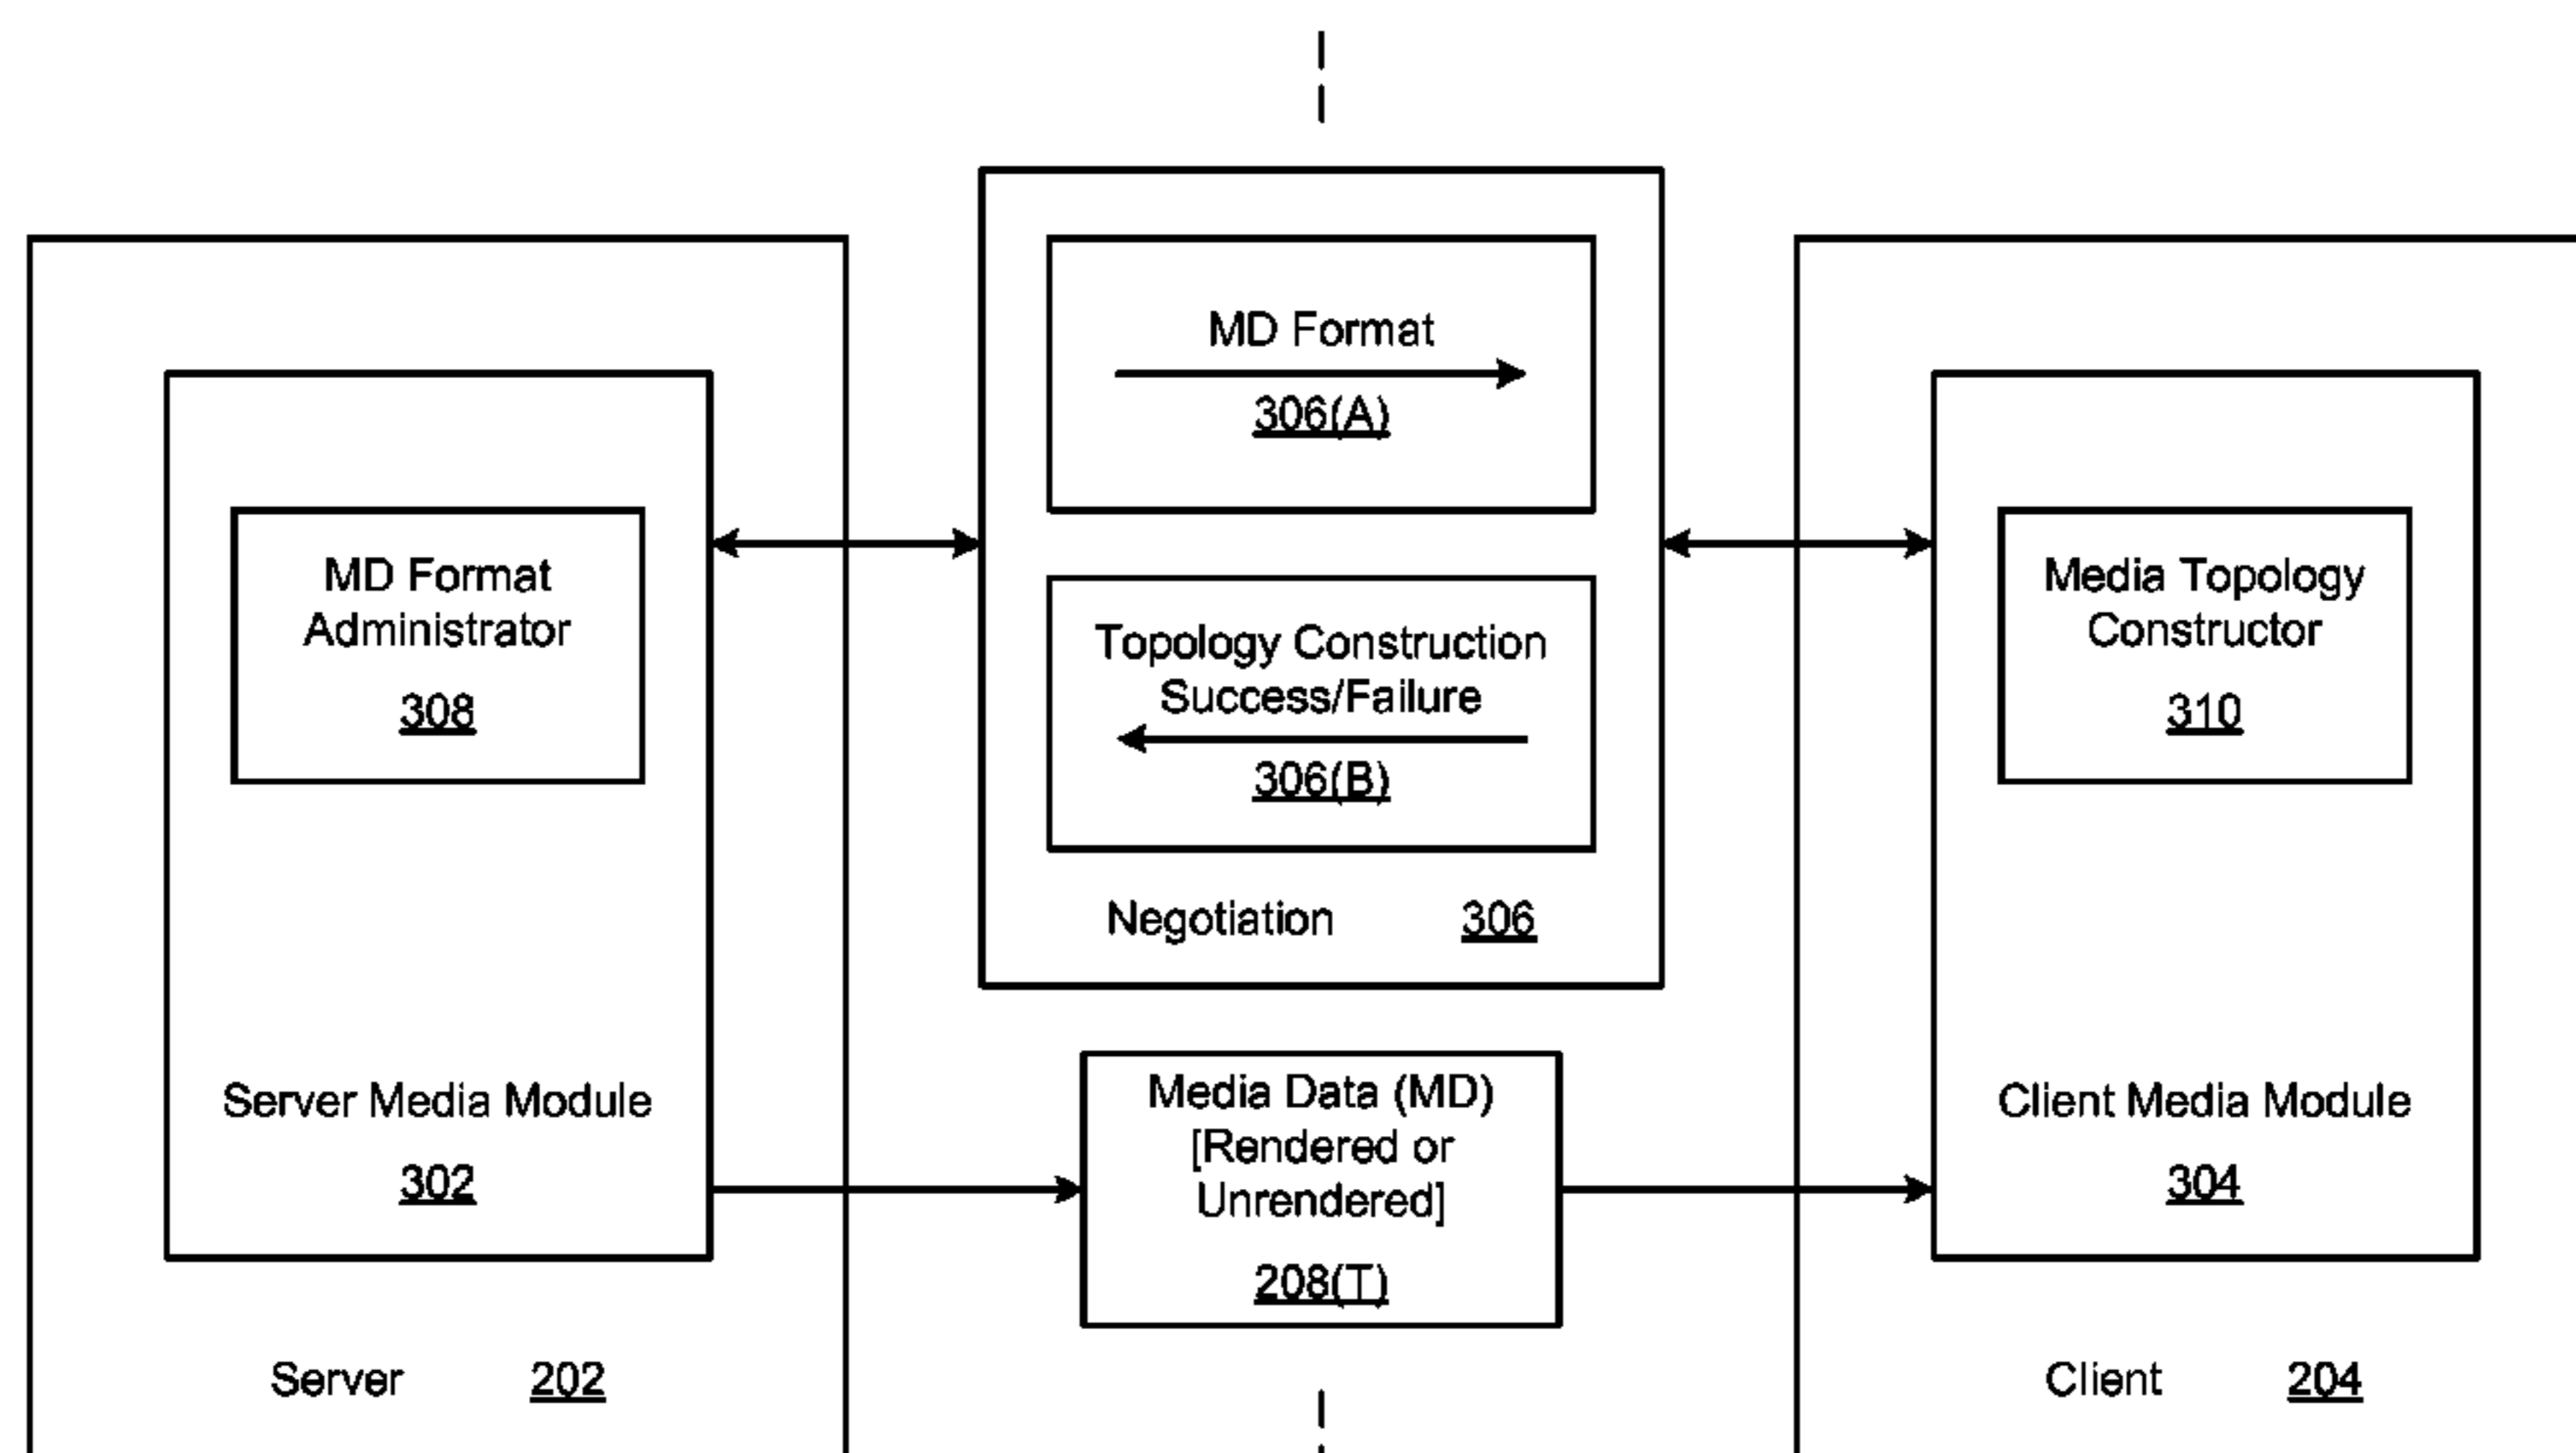 MD Format
306(A)
MD Format
Administrator
308
Topology Construction
Success/Failure
306(B)
Media Topology
Constructor
310
Negotiation 306
Server Media Module
302
Media Data (MD)
[Rendered or
Unrendered]
208(T)
Client Media Module
304
Server 202
Client 204